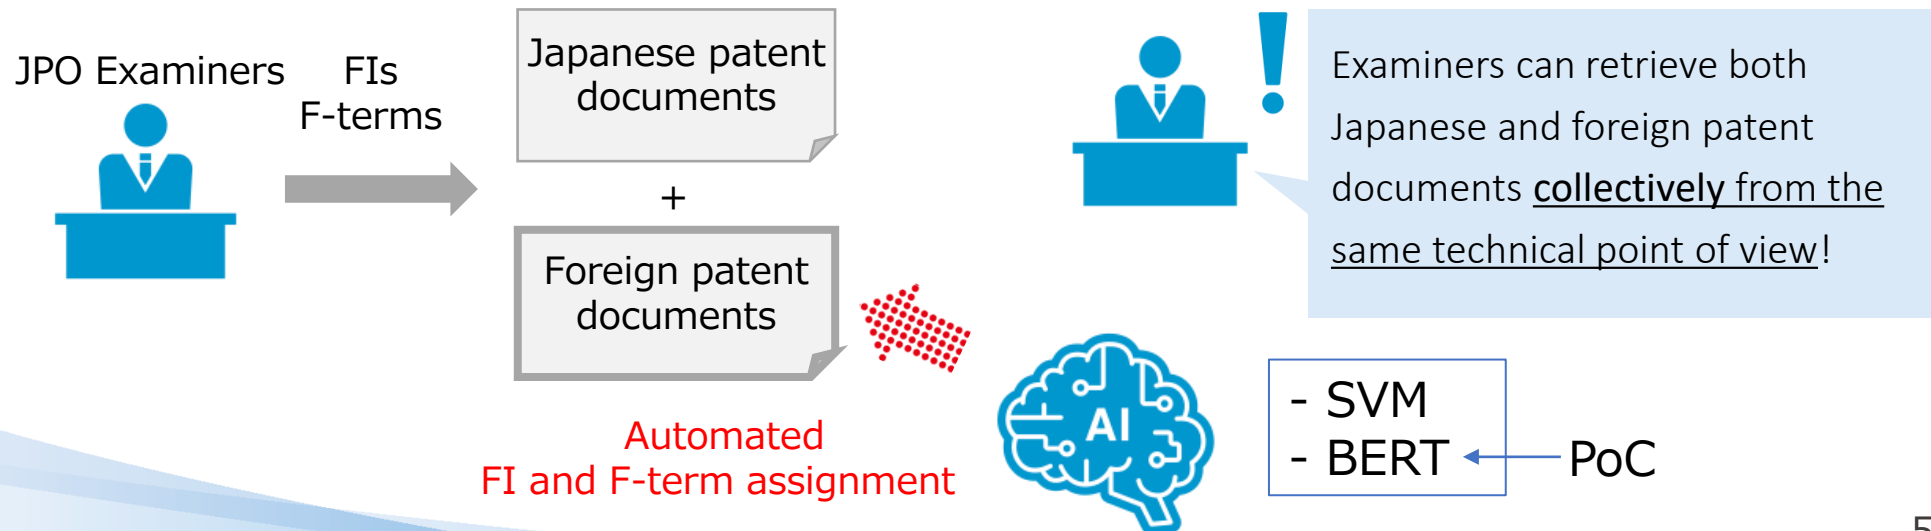 JPO Examiners
FIs
F-terms
Japanese patent
documents
+
Foreign patent
documents
Automated
FI and F-term assignment
Examiners can retrieve both
Japanese and foreign patent
documents collectively from the
same technical point of view!
AI
- SVM
- BERT
PoC